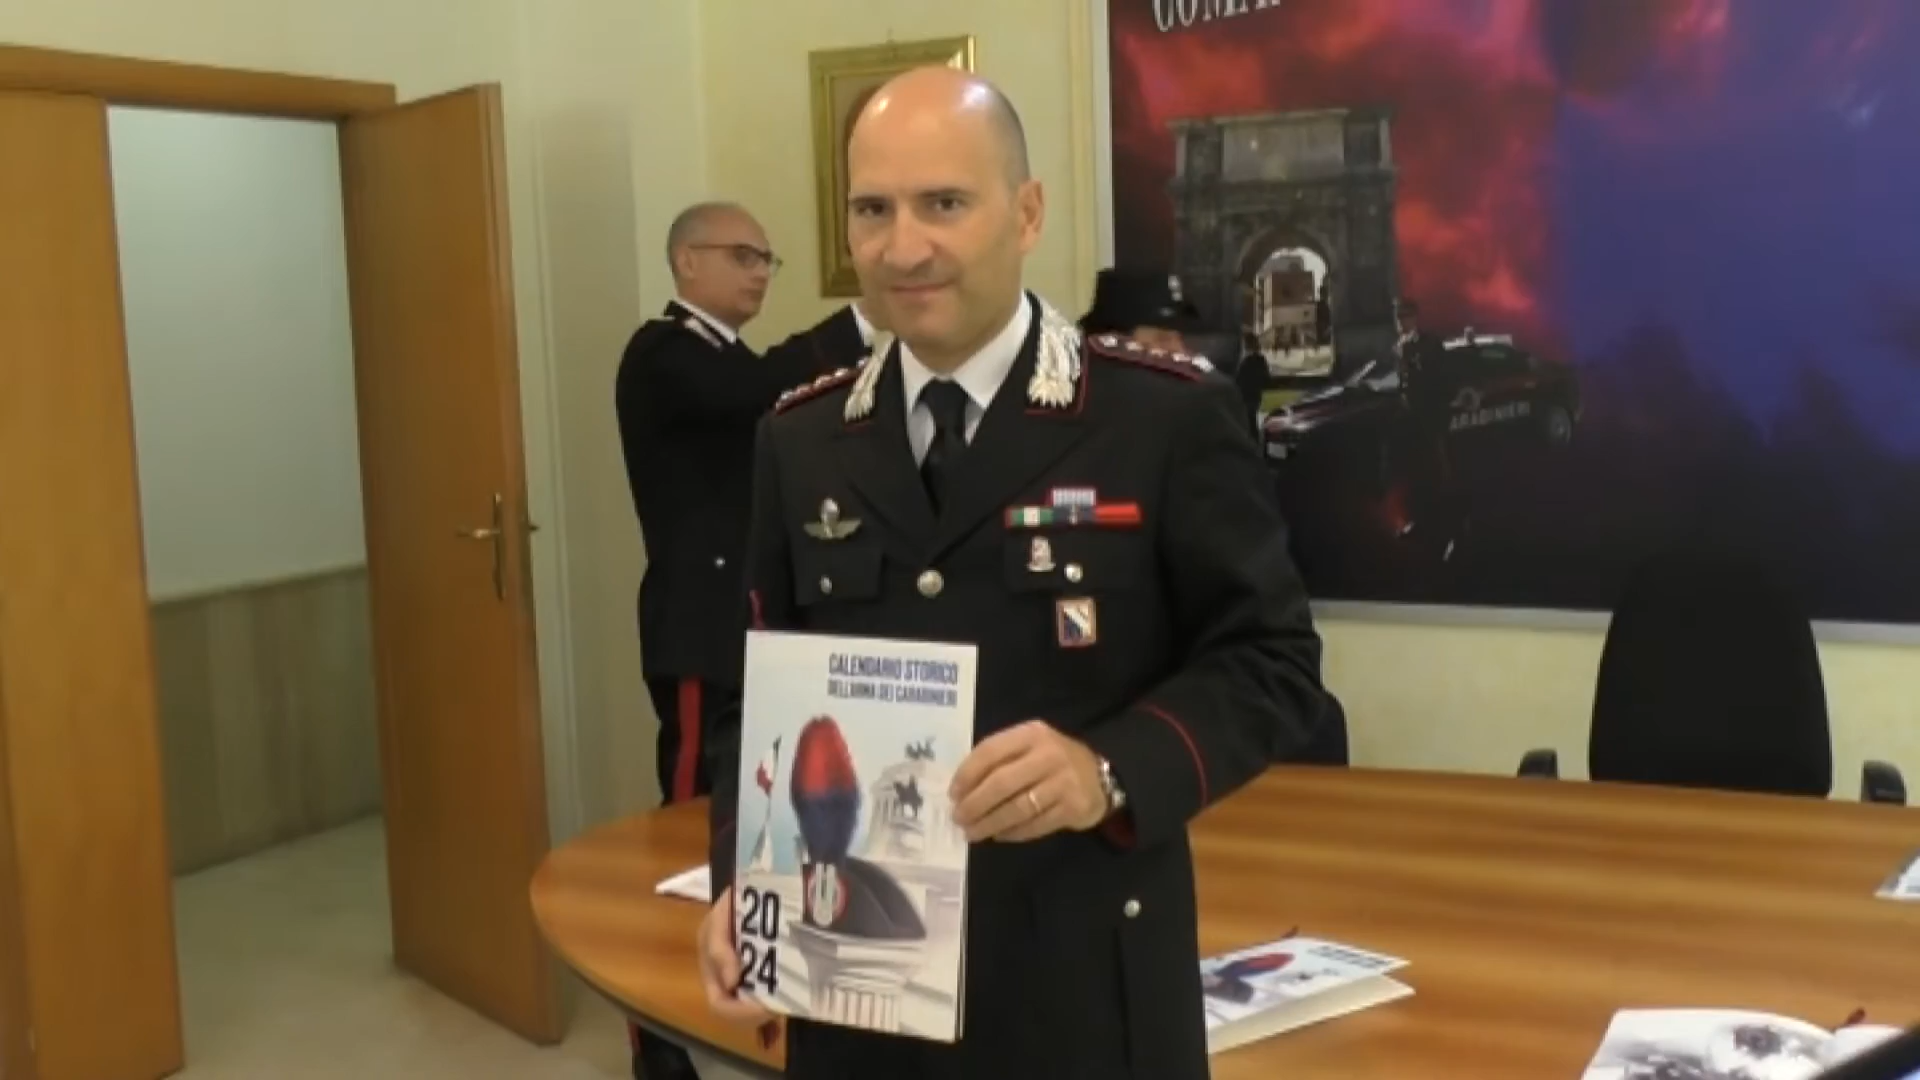 CALENDARIO STORICO
DELL'ARMA DEI CARABINIERI
20
24
CARABINIERI